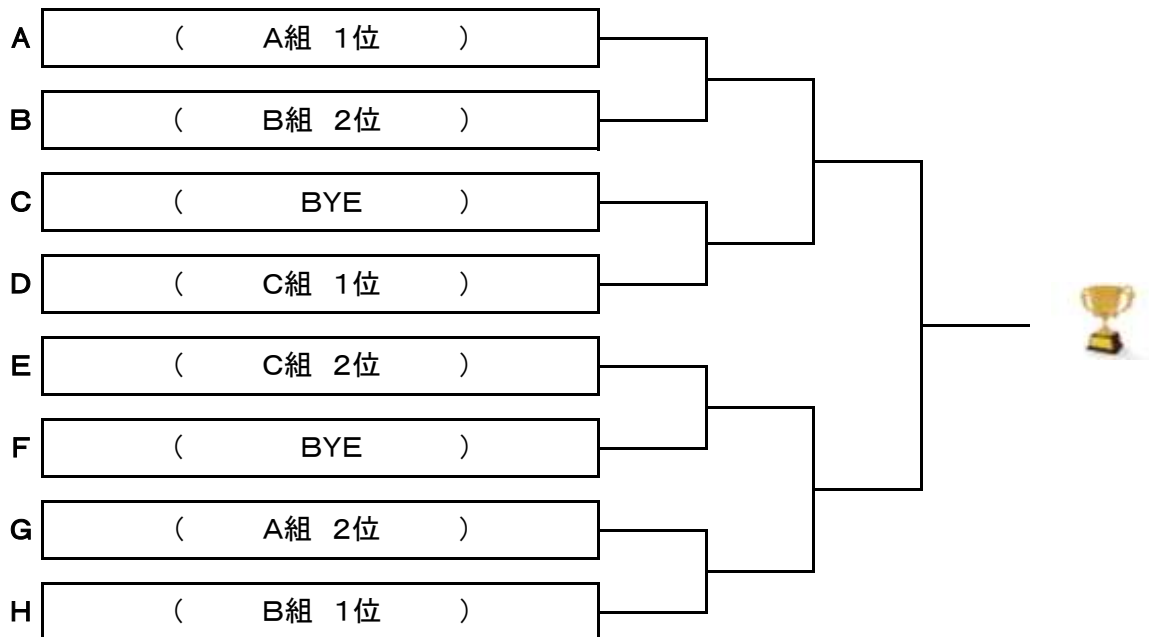 A （ A組 1位 ）
B （ B組 2位 ）
C （ BYE ）
D （ C組 1位 ）
E （ C組 2位 ）
F （ BYE ）
G （ A組 2位 ）
H （ B組 1位 ）